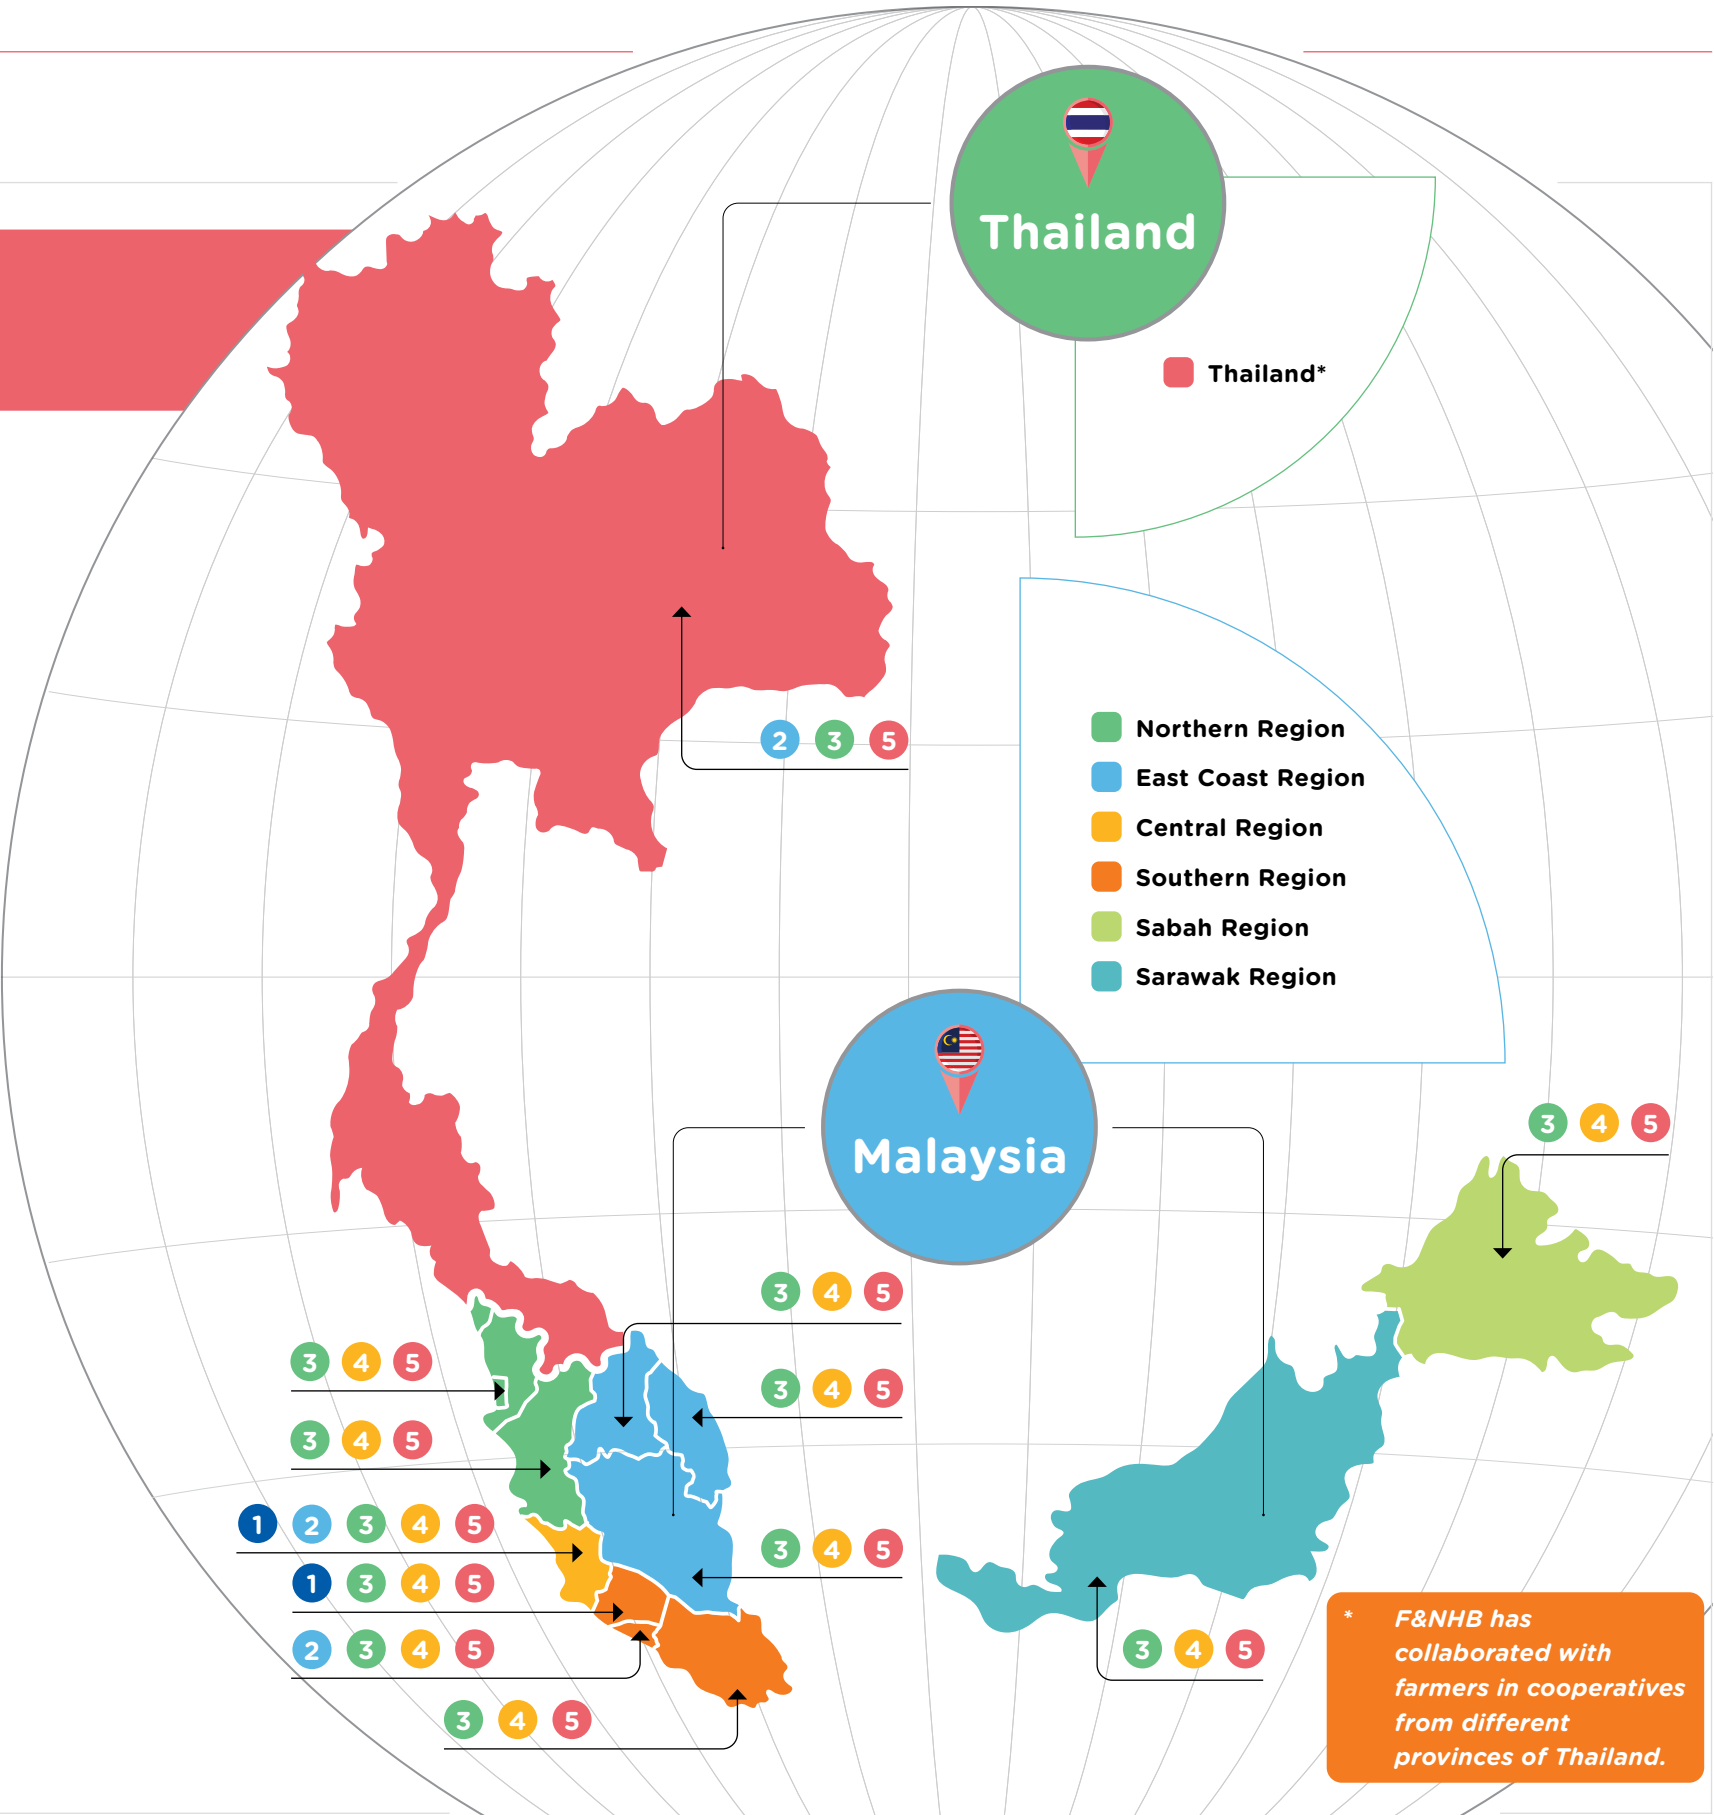 Thailand
Thailand*
2 3 5
Northern Region
East Coast Region
Central Region
Southern Region
Sabah Region
Sarawak Region
Malaysia
3 4 5
3 4 5
3 4 5
3 4 5
3 4 5
1 2 3 4 5
3 4 5
1 3 4 5
2 3 4 5
3 4 5
3 4 5
* F&NHB has
collaborated with
farmers in cooperatives
from different
provinces of Thailand.